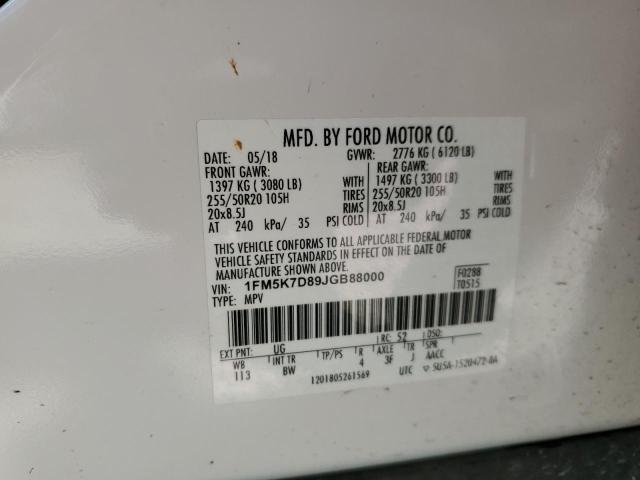 MFD. BY FORD MOTOR CO.
DATE: 05/18 GVWR: 2776 KG ( 6120 LB)
FRONT GAWR: REAR GAWR:
1397 KG ( 3080 LB) WITH 1497 KG ( 3300 LB) WITH
255/50R20 105H TIRES 255/50R20 105H TIRES
20x8.5J RIMS 20x8.5J RIMS
AT 240 kPa/ 35 PSI COLD AT 240 kPa/ 35 PSI COLD
THIS VEHICLE CONFORMS TO ALL APPLICABLE FEDERAL MOTOR
VEHICLE SAFETY STANDARDS IN EFFECT ON THE DATE OF
MANUFACTURE SHOWN ABOVE.
VIN: 1FM5K7D89JGB88000 F0288
TYPE: MPV T0515
EXT PNT: UG RC: 52 DSO:
WB INT TR TP/PS R AXLE TR SPR
113 BW 4 3F J AACC
1201805261569 UTC 5U5A-1520472-0A